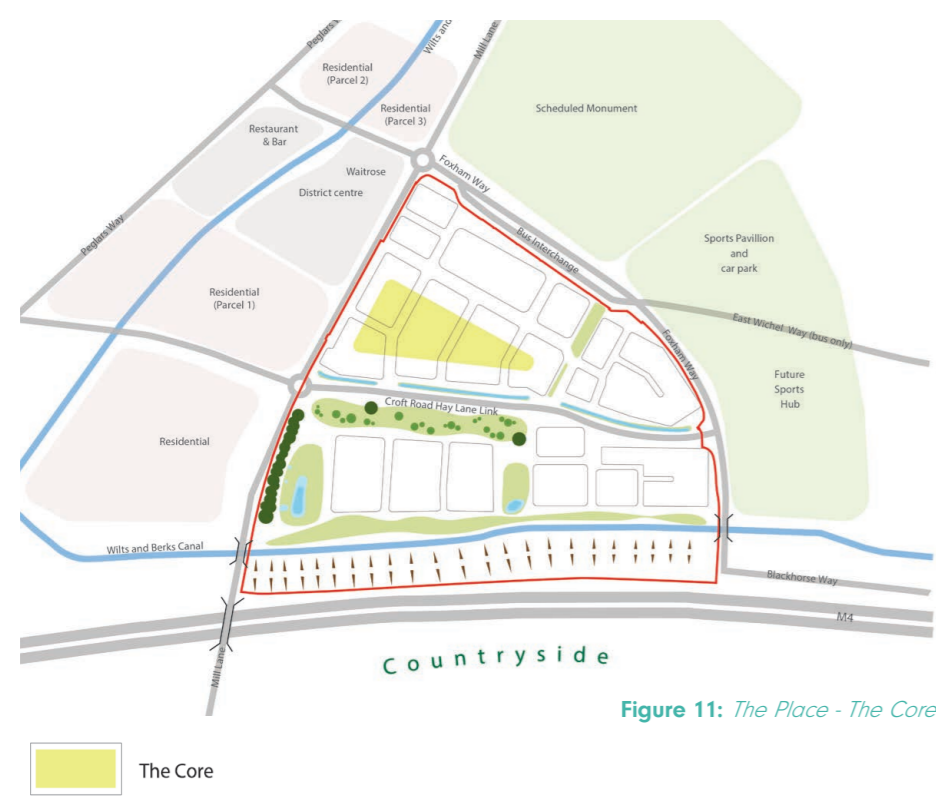 Peglars W
Wilts and
Mill Lane
Residential
(Parcel 2)
Residential
(Parcel 3)
Scheduled Monument
Restaurant
& Bar
Waitrose
District centre
Foxham Way
Bus Interchange
Peglars Way
Sports Pavillion
and
car park
Residential
(Parcel 1)
East Wichel Way (bus only)
Foxham Way
Future
Sports
Hub
Croft Road Hay Lane Link
Residential
Wilts and Berks Canal
Blackhorse Way
M4
Mill Lane
Countryside
Figure 11: The Place - The Core
The Core